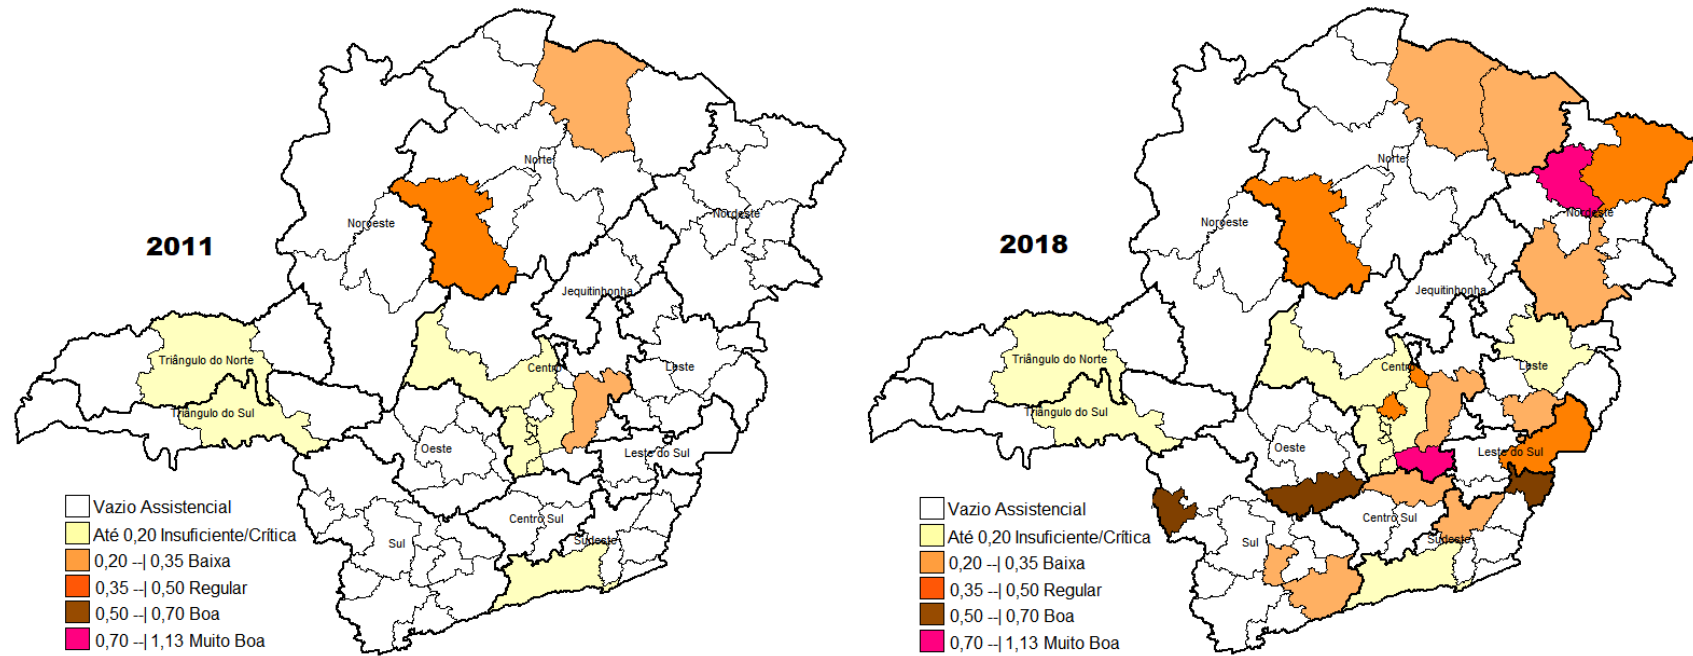 2011
Norte
Noroeste
Nordeste
Jequitinhonha
Triângulo do Norte
Centro
Leste
Triângulo do Sul
Oeste
Leste do Sul
Centro Sul
Sul
Sudeste
Vazio Assistencial
Até 0,20 Insuficiente/Crítica
0,20 --| 0,35 Baixa
0,35 --| 0,50 Regular
0,50 --| 0,70 Boa
0,70 --| 1,13 Muito Boa
2018
Norte
Noroeste
Nordeste
Jequitinhonha
Triângulo do Norte
Centro
Leste
Triângulo do Sul
Oeste
Leste do Sul
Centro Sul
Sul
Sudeste
Vazio Assistencial
Até 0,20 Insuficiente/Crítica
0,20 --| 0,35 Baixa
0,35 --| 0,50 Regular
0,50 --| 0,70 Boa
0,70 --| 1,13 Muito Boa